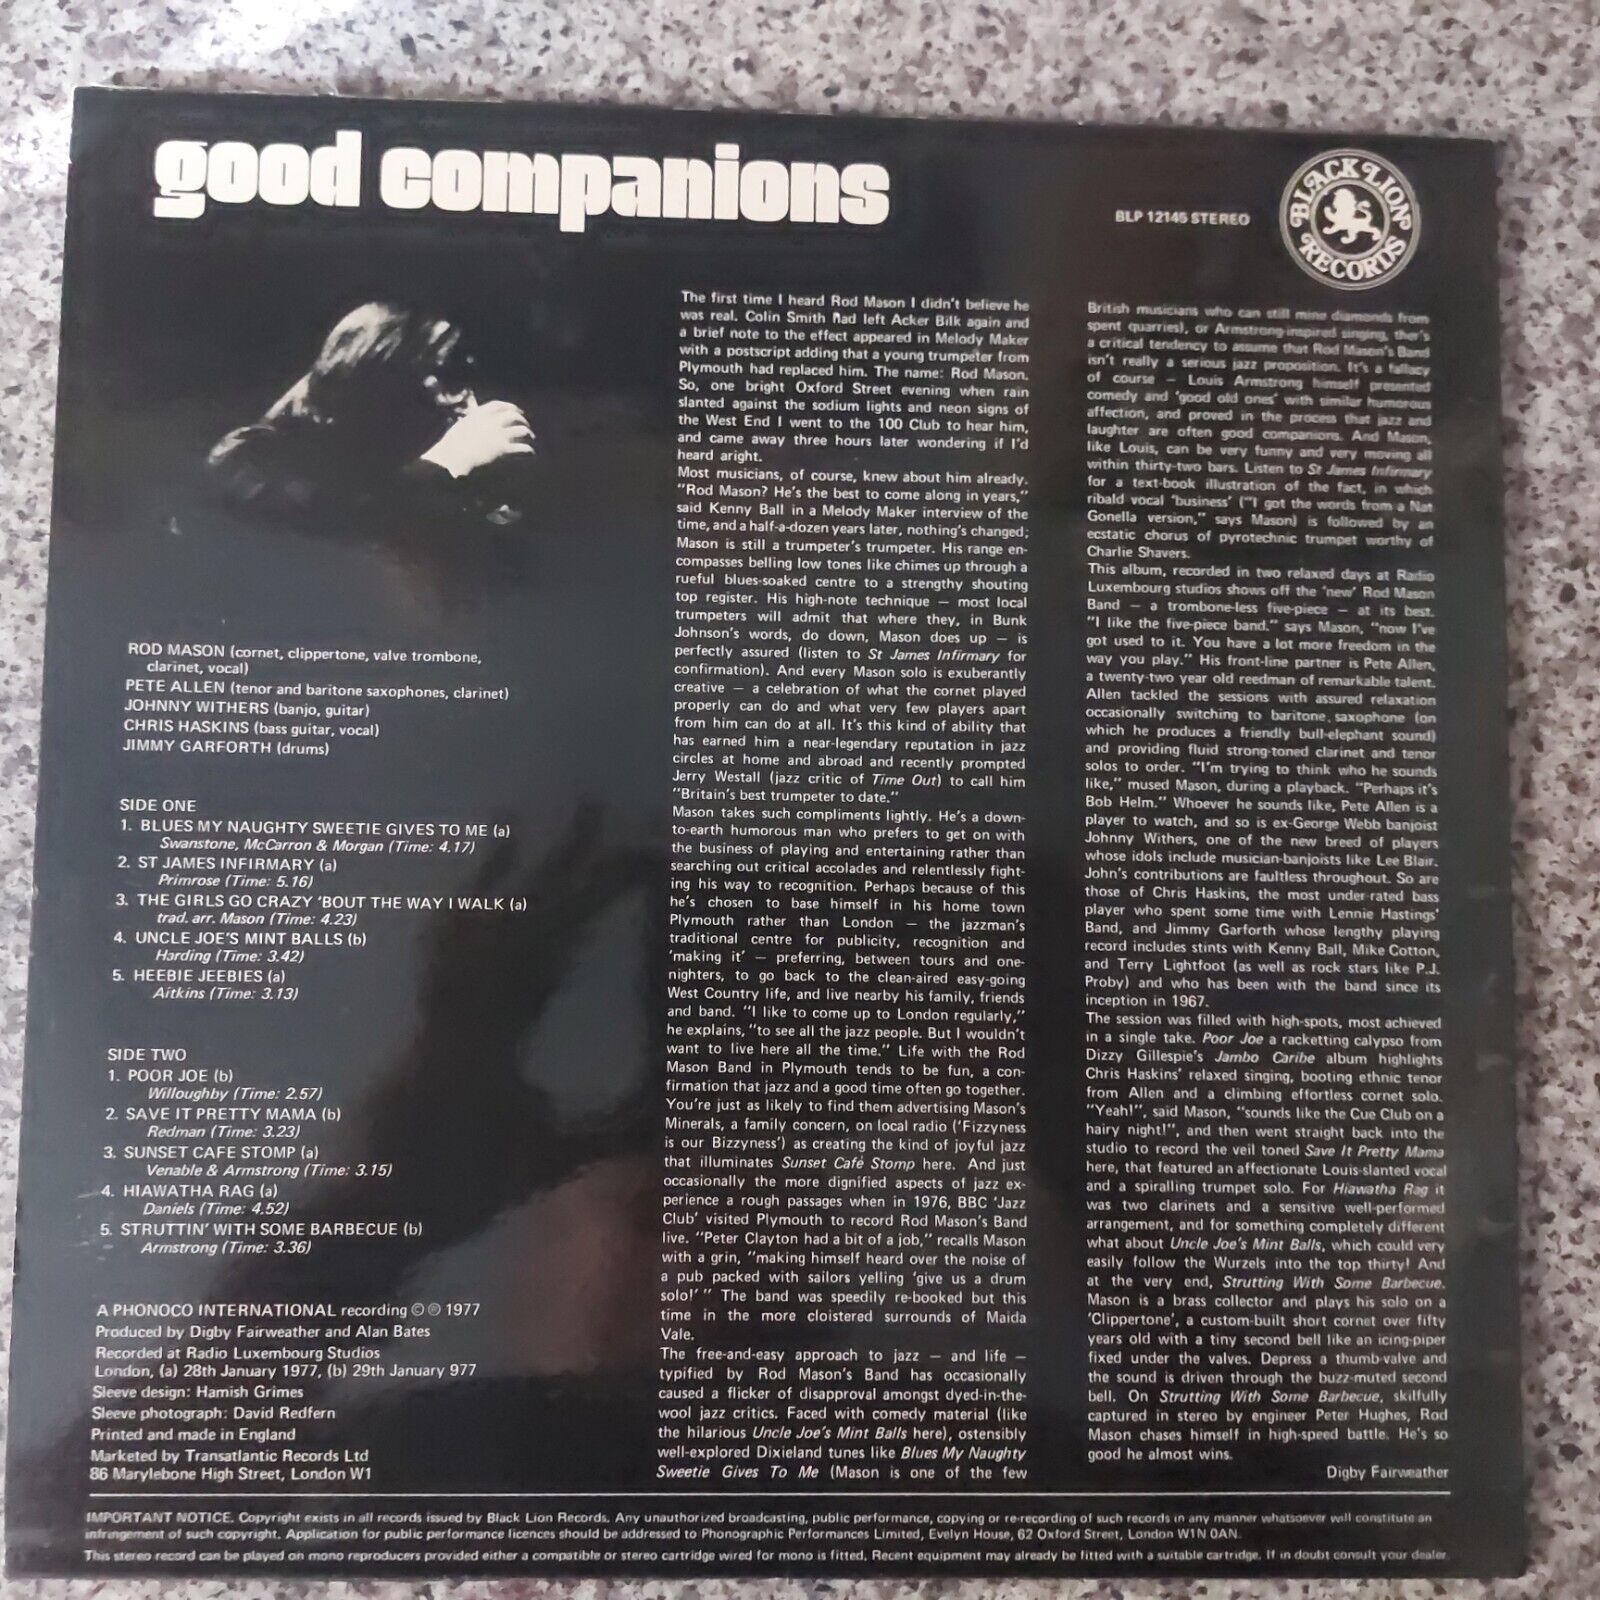 good companions
BLP 12145 STEREO
BLACK LION
RECORDS
ROD MASON (cornet, clippertone, valve trombone,
clarinet, vocal)
PETE ALLEN (tenor and baritone saxophones, clarinet)
JOHNNY WITHERS (banjo, guitar)
CHRIS HASKINS (bass guitar, vocal)
JIMMY GARFORTH (drums)
SIDE ONE
1. BLUES MY NAUGHTY SWEETIE GIVES TO ME (a)
Swanstone, McCarron & Morgan (Time: 4.17)
2. ST JAMES INFIRMARY (a)
Primrose (Time: 5.16)
3. THE GIRLS GO CRAZY 'BOUT THE WAY I WALK (a)
trad. arr. Mason (Time: 4.23)
4. UNCLE JOE'S MINT BALLS (b)
Harding (Time: 3.42)
5. HEEBIE JEEBIES (a)
Aitkins (Time: 3.13)
SIDE TWO
1. POOR JOE (b)
Willoughby (Time: 2.57)
2. SAVE IT PRETTY MAMA (b)
Redman (Time: 3.23)
3. SUNSET CAFE STOMP (a)
Venable & Armstrong (Time: 3.15)
4. HIAWATHA RAG (a)
Daniels (Time: 4.52)
5. STRUTTIN' WITH SOME BARBECUE (b)
Armstrong (Time: 3.36)
A PHONOCO INTERNATIONAL recording © ℗ 1977
Produced by Digby Fairweather and Alan Bates
Recorded at Radio Luxembourg Studios
London, (a) 28th January 1977, (b) 29th January 977
Sleeve design: Hamish Grimes
Sleeve photograph: David Redfern
Printed and made in England
Marketed by Transatlantic Records Ltd
86 Marylebone High Street, London W1
The first time I heard Rod Mason I didn't believe he
was real. Colin Smith had left Acker Bilk again and
a brief note to the effect appeared in Melody Maker
with a postscript adding that a young trumpeter from
Plymouth had replaced him. The name: Rod Mason.
So, one bright Oxford Street evening when rain
slanted against the sodium lights and neon signs of
the West End I went to the 100 Club to hear him,
and came away three hours later wondering if I'd
heard aright.
Most musicians, of course, knew about him already.
"Rod Mason? He's the best to come along in years,"
said Kenny Ball in a Melody Maker interview of the
time, and a half-a-dozen years later, nothing's changed;
Mason is still a trumpeter's trumpeter. His range en-
compasses belling low tones like chimes up through a
rueful blues-soaked centre to a strengthy shouting
top register. His high-note technique — most local
trumpeters will admit that where they, in Bunk
Johnson's words, do down, Mason does up — is
perfectly assured (listen to St James Infirmary for
confirmation). And every Mason solo is exuberantly
creative — a celebration of what the cornet played
properly can do and what very few players apart
from him can do at all. It's this kind of ability that
has earned him a near-legendary reputation in jazz
circles at home and abroad and recently prompted
Jerry Westall (jazz critic of Time Out) to call him
"Britain's best trumpeter to date."
Mason takes such compliments lightly. He's a down-
to-earth humorous man who prefers to get on with
the business of playing and entertaining rather than
searching out critical accolades and relentlessly fight-
ing his way to recognition. Perhaps because of this
he's chosen to base himself in his home town
Plymouth rather than London — the jazzman's
traditional centre for publicity, recognition and
'making it' — preferring, between tours and one-
nighters, to go back to the clean-aired easy-going
West Country life, and live nearby his family, friends
and band. "I like to come up to London regularly,"
he explains, "to see all the jazz people. But I wouldn't
want to live here all the time." Life with the Rod
Mason Band in Plymouth tends to be fun, a con-
firmation that jazz and a good time often go together.
You're just as likely to find them advertising Mason's
Minerals, a family concern, on local radio ('Fizzyness
is our Bizzyness') as creating the kind of joyful jazz
that illuminates Sunset Café Stomp here. And just
occasionally the more dignified aspects of jazz ex-
perience a rough passages when in 1976, BBC 'Jazz
Club' visited Plymouth to record Rod Mason's Band
live. "Peter Clayton had a bit of a job," recalls Mason
with a grin, "making himself heard over the noise of
a pub packed with sailors yelling 'give us a drum
solo!' " The band was speedily re-booked but this
time in the more cloistered surrounds of Maida
Vale.
The free-and-easy approach to jazz — and life —
typified by Rod Mason's Band has occasionally
caused a flicker of disapproval amongst dyed-in-the-
wool jazz critics. Faced with comedy material (like
the hilarious Uncle Joe's Mint Balls here), ostensibly
well-explored Dixieland tunes like Blues My Naughty
Sweetie Gives To Me (Mason is one of the few
British musicians who can still mine diamonds from
spent quarries), or Armstrong-inspired singing, ther's
a critical tendency to assume that Rod Mason's Band
isn't really a serious jazz proposition. It's a fallacy
of course — Louis Armstrong himself presented
comedy and 'good old ones' with similar humorous
affection, and proved in the process that jazz and
laughter are often good companions. And Mason,
like Louis, can be very funny and very moving all
within thirty-two bars. Listen to St James Infirmary
for a text-book illustration of the fact, in which
ribald vocal 'business' ("I got the words from a Nat
Gonella version," says Mason) is followed by an
ecstatic chorus of pyrotechnic trumpet worthy of
Charlie Shavers.
This album, recorded in two relaxed days at Radio
Luxembourg studios shows off the 'new' Rod Mason
Band — a trombone-less five-piece — at its best.
"I like the five-piece band." says Mason, "now I've
got used to it. You have a lot more freedom in the
way you play." His front-line partner is Pete Allen,
a twenty-two year old reedman of remarkable talent.
Allen tackled the sessions with assured relaxation
occasionally switching to baritone saxophone (on
which he produces a friendly bull-elephant sound)
and providing fluid strong-toned clarinet and tenor
solos to order. "I'm trying to think who he sounds
like," mused Mason, during a playback. "Perhaps it's
Bob Helm." Whoever he sounds like, Pete Allen is a
player to watch, and so is ex-George Webb banjoist
Johnny Withers, one of the new breed of players
whose idols include musician-banjoists like Lee Blair.
John's contributions are faultless throughout. So are
those of Chris Haskins, the most under-rated bass
player who spent some time with Lennie Hastings'
Band, and Jimmy Garforth whose lengthy playing
record includes stints with Kenny Ball, Mike Cotton,
and Terry Lightfoot (as well as rock stars like P.J.
Proby) and who has been with the band since its
inception in 1967.
The session was filled with high-spots, most achieved
in a single take. Poor Joe a racketting calypso from
Dizzy Gillespie's Jambo Caribe album highlights
Chris Haskins' relaxed singing, booting ethnic tenor
from Allen and a climbing effortless cornet solo.
"Yeah!", said Mason, "sounds like the Cue Club on a
hairy night!", and then went straight back into the
studio to record the veil toned Save It Pretty Mama
here, that featured an affectionate Louis-slanted vocal
and a spiralling trumpet solo. For Hiawatha Rag it
was two clarinets and a sensitive well-performed
arrangement, and for something completely different
what about Uncle Joe's Mint Balls, which could very
easily follow the Wurzels into the top thirty! And
at the very end, Strutting With Some Barbecue.
Mason is a brass collector and plays his solo on a
'Clippertone', a custom-built short cornet over fifty
years old with a tiny second bell like an icing-piper
fixed under the valves. Depress a thumb-valve and
the sound is driven through the buzz-muted second
bell. On Strutting With Some Barbecue, skilfully
captured in stereo by engineer Peter Hughes, Rod
Mason chases himself in high-speed battle. He's so
good he almost wins.
Digby Fairweather
IMPORTANT NOTICE. Copyright exists in all records issued by Black Lion Records. Any unauthorized broadcasting, public performance, copying or re-recording of such records in any manner whatsoever will constitute an
infringement of such copyright. Application for public performance licences should be addressed to Phonographic Performances Limited, Evelyn House, 62 Oxford Street, London W1N 0AN.
This stereo record can be played on mono reproducers provided either a compatible or stereo cartridge wired for mono is fitted. Recent equipment may already be fitted with a suitable cartridge. If in doubt consult your dealer.